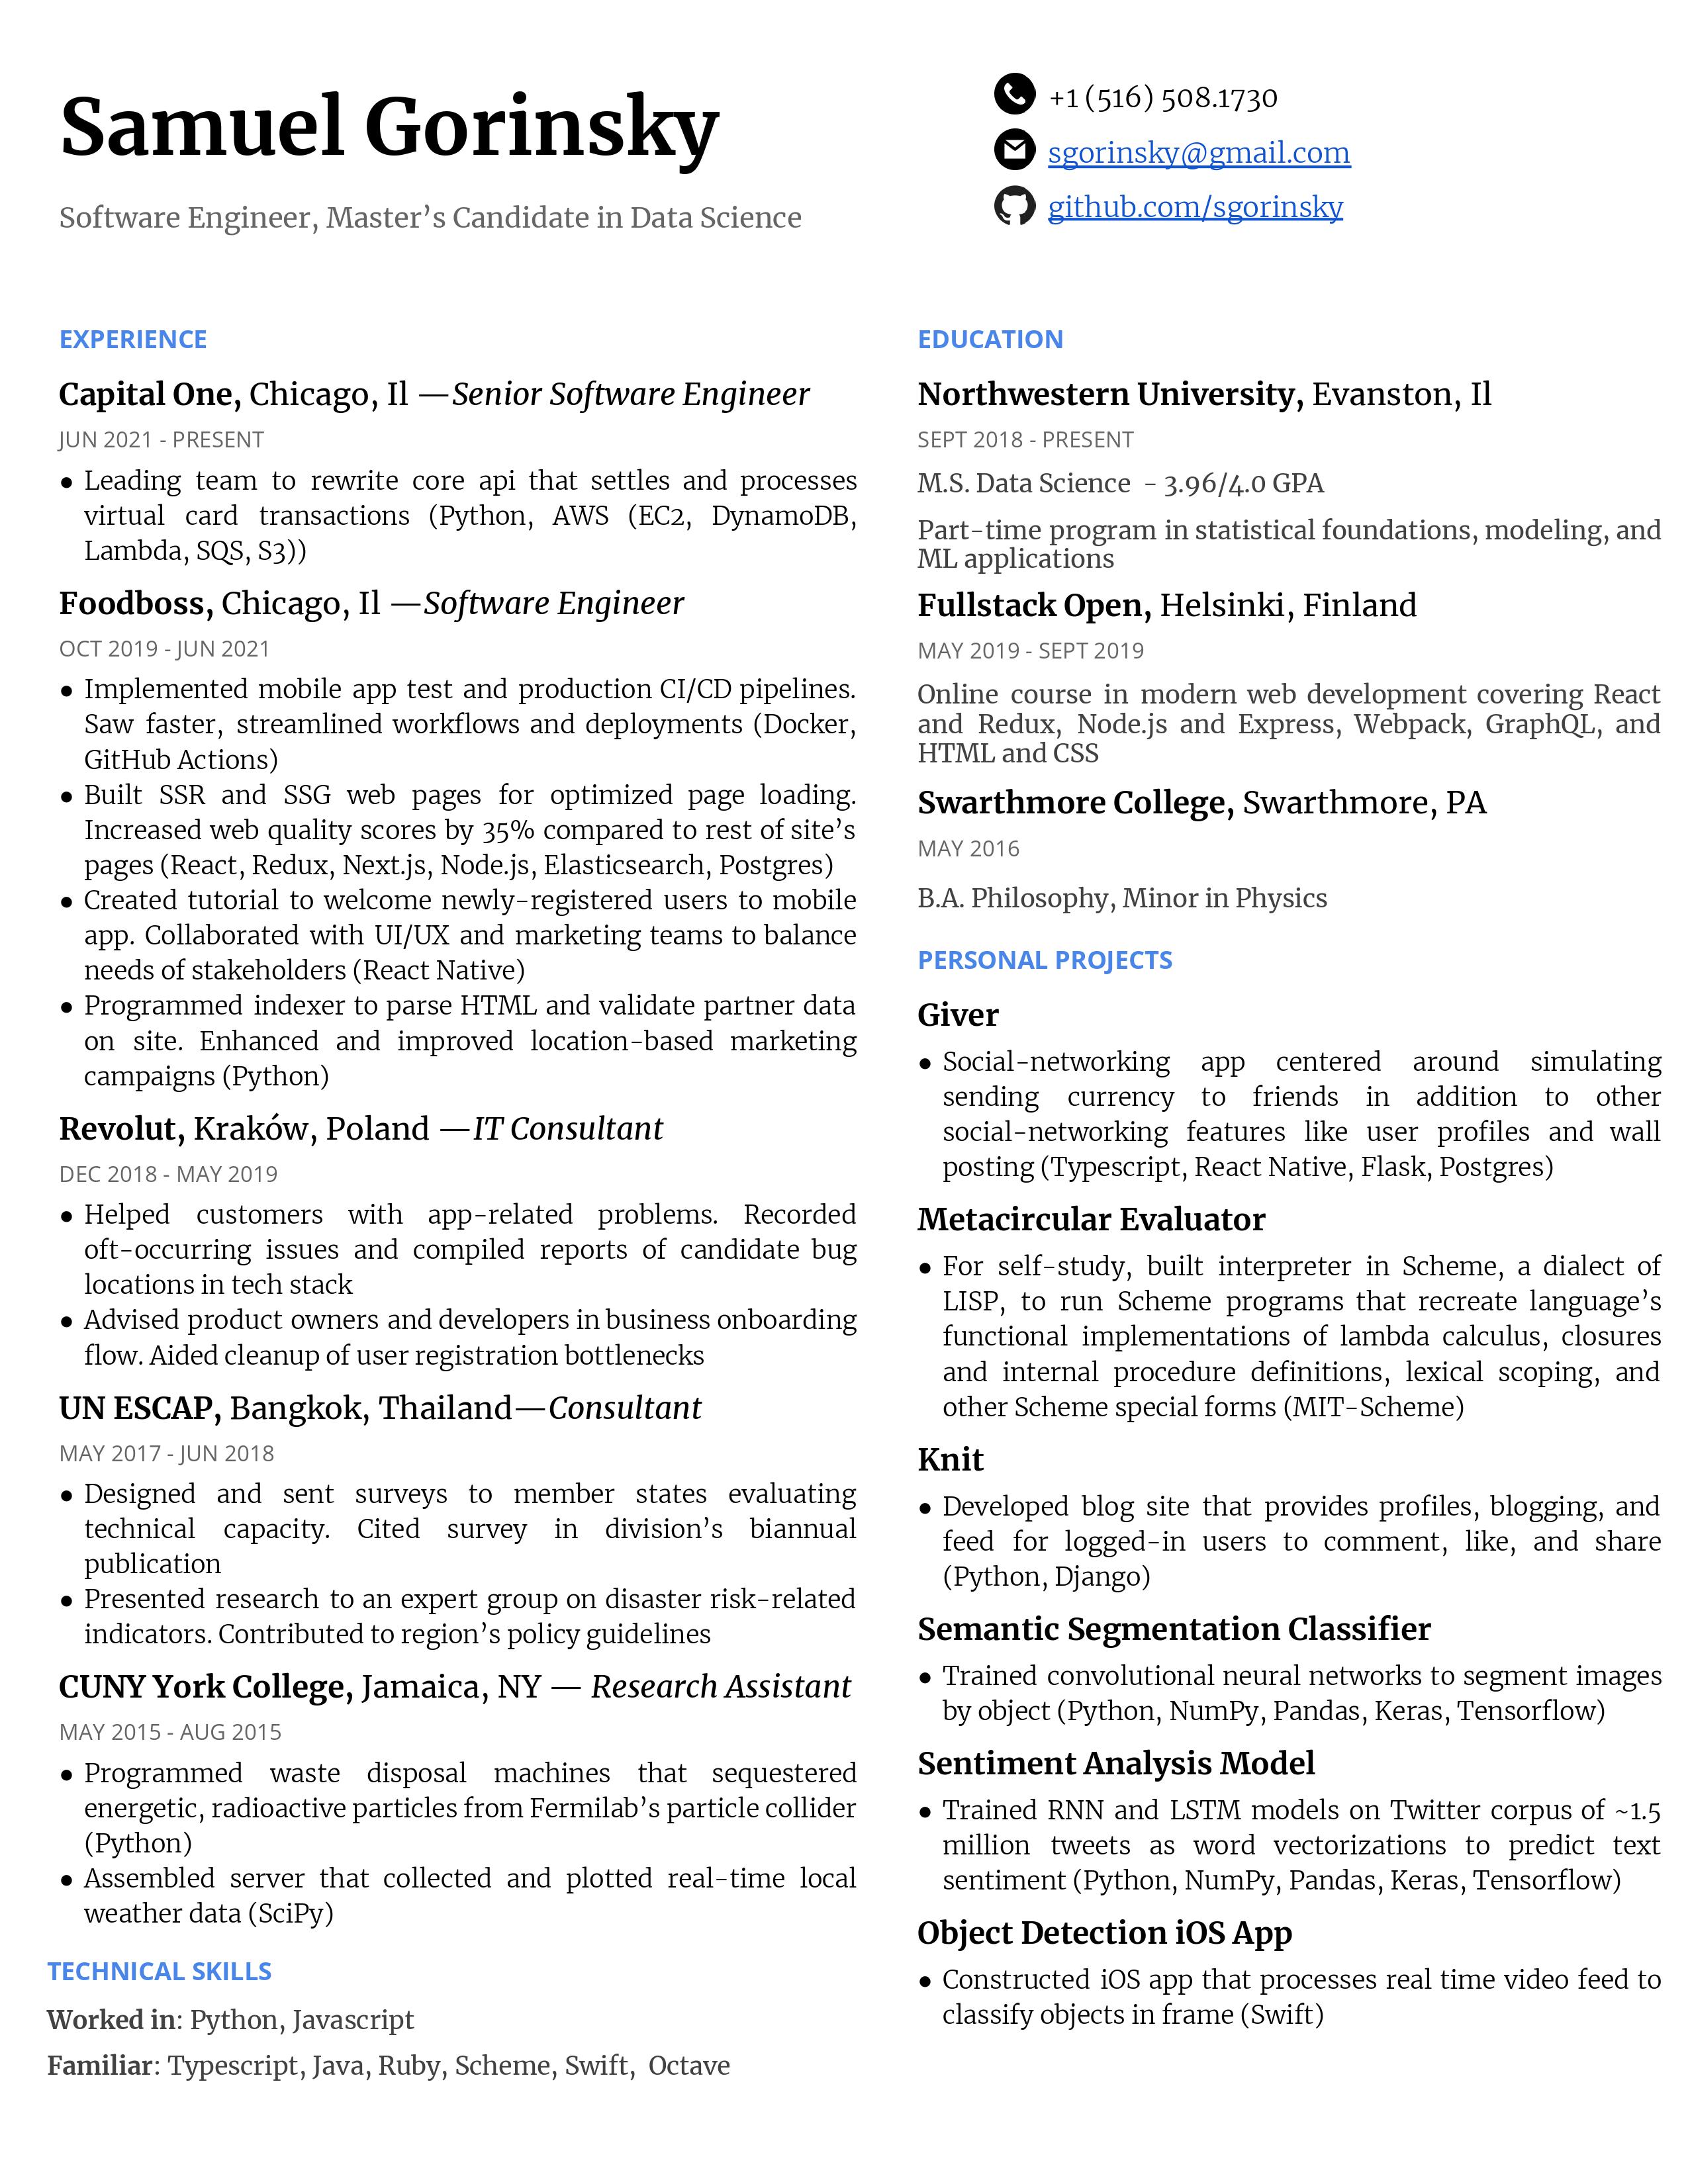 Samuel Gorinsky
Software Engineer, Master’s Candidate in Data Science
+1 (516) 508.1730
sgorinsky@gmail.com
github.com/sgorinsky
EXPERIENCE
Capital One, Chicago, Il —Senior Software Engineer
JUN 2021 - PRESENT
● Leading team to rewrite core api that settles and processes
virtual card transactions (Python, AWS (EC2, DynamoDB,
Lambda, SQS, S3))
Foodboss, Chicago, Il —Software Engineer
OCT 2019 - JUN 2021
● Implemented mobile app test and production CI/CD pipelines.
Saw faster, streamlined workflows and deployments (Docker,
GitHub Actions)
● Built SSR and SSG web pages for optimized page loading.
Increased web quality scores by 35% compared to rest of site’s
pages (React, Redux, Next.js, Node.js, Elasticsearch, Postgres)
● Created tutorial to welcome newly-registered users to mobile
app. Collaborated with UI/UX and marketing teams to balance
needs of stakeholders (React Native)
● Programmed indexer to parse HTML and validate partner data
on site. Enhanced and improved location-based marketing
campaigns (Python)
Revolut, Kraków, Poland —IT Consultant
DEC 2018 - MAY 2019
● Helped customers with app-related problems. Recorded
oft-occurring issues and compiled reports of candidate bug
locations in tech stack
● Advised product owners and developers in business onboarding
flow. Aided cleanup of user registration bottlenecks
UN ESCAP, Bangkok, Thailand—Consultant
MAY 2017 - JUN 2018
● Designed and sent surveys to member states evaluating
technical capacity. Cited survey in division’s biannual
publication
● Presented research to an expert group on disaster risk-related
indicators. Contributed to region’s policy guidelines
CUNY York College, Jamaica, NY — Research Assistant
MAY 2015 - AUG 2015
● Programmed waste disposal machines that sequestered
energetic, radioactive particles from Fermilab’s particle collider
(Python)
● Assembled server that collected and plotted real-time local
weather data (SciPy)
TECHNICAL SKILLS
Worked in: Python, Javascript
Familiar: Typescript, Java, Ruby, Scheme, Swift, Octave
EDUCATION
Northwestern University, Evanston, Il
SEPT 2018 - PRESENT
M.S. Data Science - 3.96/4.0 GPA
Part-time program in statistical foundations, modeling, and
ML applications
Fullstack Open, Helsinki, Finland
MAY 2019 - SEPT 2019
Online course in modern web development covering React
and Redux, Node.js and Express, Webpack, GraphQL, and
HTML and CSS
Swarthmore College, Swarthmore, PA
MAY 2016
B.A. Philosophy, Minor in Physics
PERSONAL PROJECTS
Giver
● Social-networking app centered around simulating
sending currency to friends in addition to other
social-networking features like user profiles and wall
posting (Typescript, React Native, Flask, Postgres)
Metacircular Evaluator
● For self-study, built interpreter in Scheme, a dialect of
LISP, to run Scheme programs that recreate language’s
functional implementations of lambda calculus, closures
and internal procedure definitions, lexical scoping, and
other Scheme special forms (MIT-Scheme)
Knit
● Developed blog site that provides profiles, blogging, and
feed for logged-in users to comment, like, and share
(Python, Django)
Semantic Segmentation Classifier
● Trained convolutional neural networks to segment images
by object (Python, NumPy, Pandas, Keras, Tensorflow)
Sentiment Analysis Model
● Trained RNN and LSTM models on Twitter corpus of ~1.5
million tweets as word vectorizations to predict text
sentiment (Python, NumPy, Pandas, Keras, Tensorflow)
Object Detection iOS App
● Constructed iOS app that processes real time video feed to
classify objects in frame (Swift)